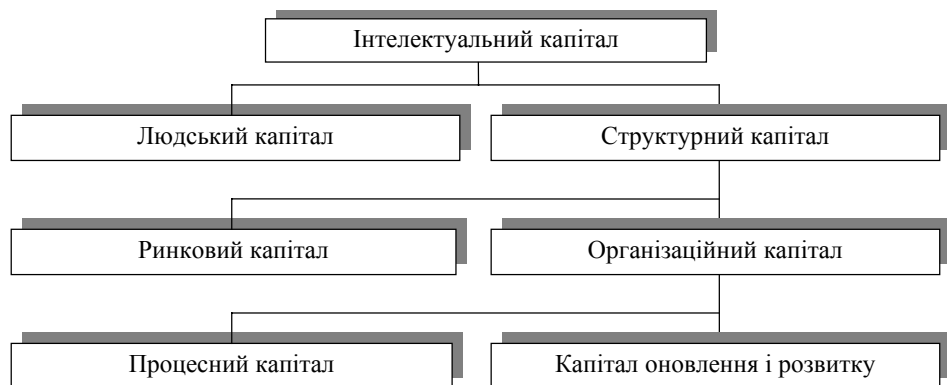 Інтелектуальний капітал
Людський капітал
Структурний капітал
Ринковий капітал
Організаційний капітал
Процесний капітал
Капітал оновлення і розвитку